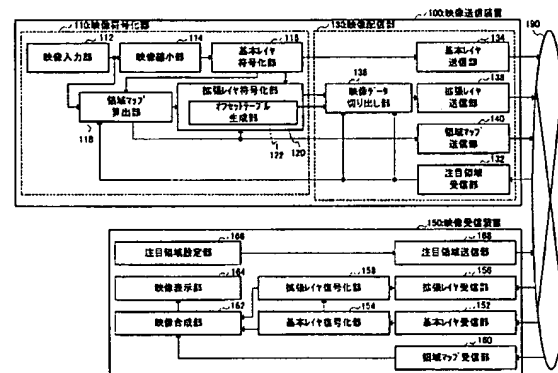 100:映像送信装置
110:映像符号化部
130:映像配信部
190
112
映像入力部
114
映像縮小部
116
基本レイヤ
符号化部
134
基本レイヤ
送信部
118
領域マップ
算出部
拡張レイヤ符号化部
オフセットテーブル
生成部
122
120
136
映像データ
切り出し部
138
拡張レイヤ
送信部
140
領域マップ
送信部
132
注目領域
受信部
150:映像受信装置
166
注目領域設定部
168
注目領域送信部
164
映像表示部
158
拡張レイヤ復号化部
156
拡張レイヤ受信部
162
映像合成部
154
基本レイヤ復号化部
152
基本レイヤ受信部
160
領域マップ受信部